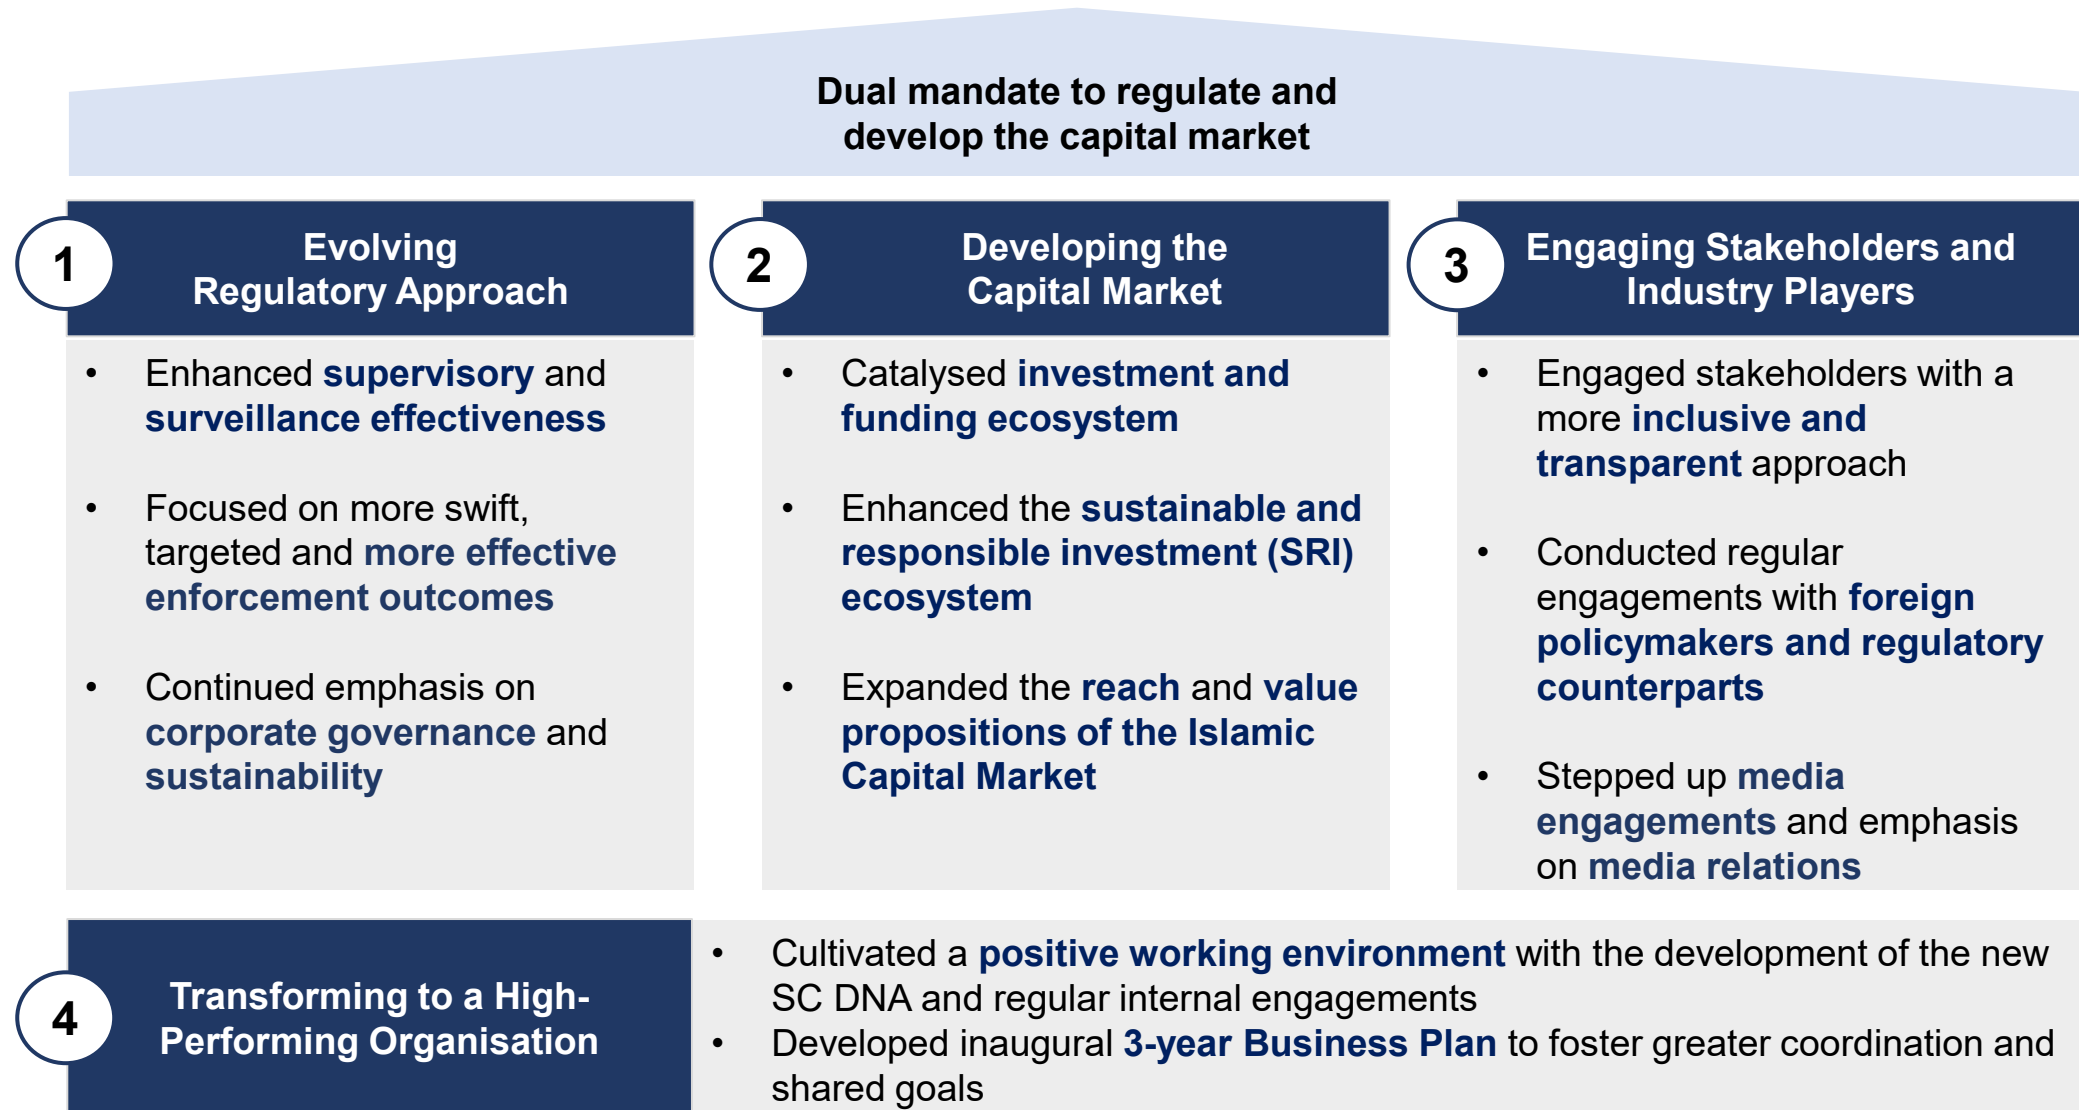 Dual mandate to regulate and
develop the capital market
1
Evolving
Regulatory Approach
• Enhanced supervisory and
surveillance effectiveness
• Focused on more swift,
targeted and more effective
enforcement outcomes
• Continued emphasis on
corporate governance and
sustainability
2
Developing the
Capital Market
• Catalysed investment and
funding ecosystem
• Enhanced the sustainable and
responsible investment (SRI)
ecosystem
• Expanded the reach and value
propositions of the Islamic
Capital Market
3
Engaging Stakeholders and
Industry Players
• Engaged stakeholders with a
more inclusive and
transparent approach
• Conducted regular
engagements with foreign
policymakers and regulatory
counterparts
• Stepped up media
engagements and emphasis
on media relations
4
Transforming to a High-
Performing Organisation
• Cultivated a positive working environment with the development of the new
SC DNA and regular internal engagements
• Developed inaugural 3-year Business Plan to foster greater coordination and
shared goals